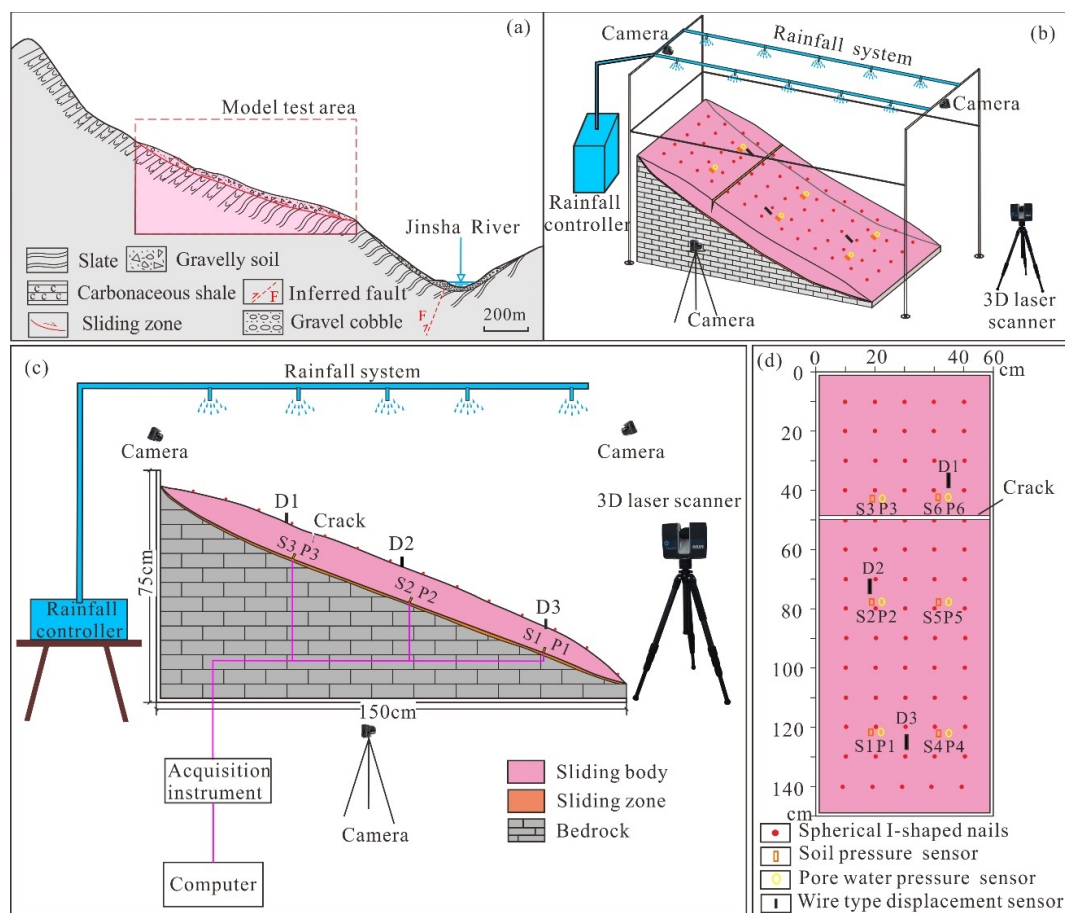 (a)
Model test area
Jinsha River
Slate
Gravelly soil
Carbonaceous shale
F
Inferred fault
Sliding zone
Gravel cobble
F
200m
(b)
Camera
Rainfall system
Camera
Rainfall
controller
Camera
3D laser
scanner
(c)
Rainfall system
Camera
Camera
3D laser scanner
D1
Crack
S3 P3
D2
S2 P2
D3
S1 P1
75cm
Rainfall
controller
150cm
Acquisition
instrument
Camera
Computer
Sliding body
Sliding zone
Bedrock
(d)
0 20 40 60
cm
0
20
40
60
80
100
120
140
cm
D1
S3 P3
S6 P6
Crack
D2
S2 P2
S5 P5
D3
S1 P1
S4 P4
Spherical I-shaped nails
Soil pressure sensor
Pore water pressure sensor
Wire type displacement sensor